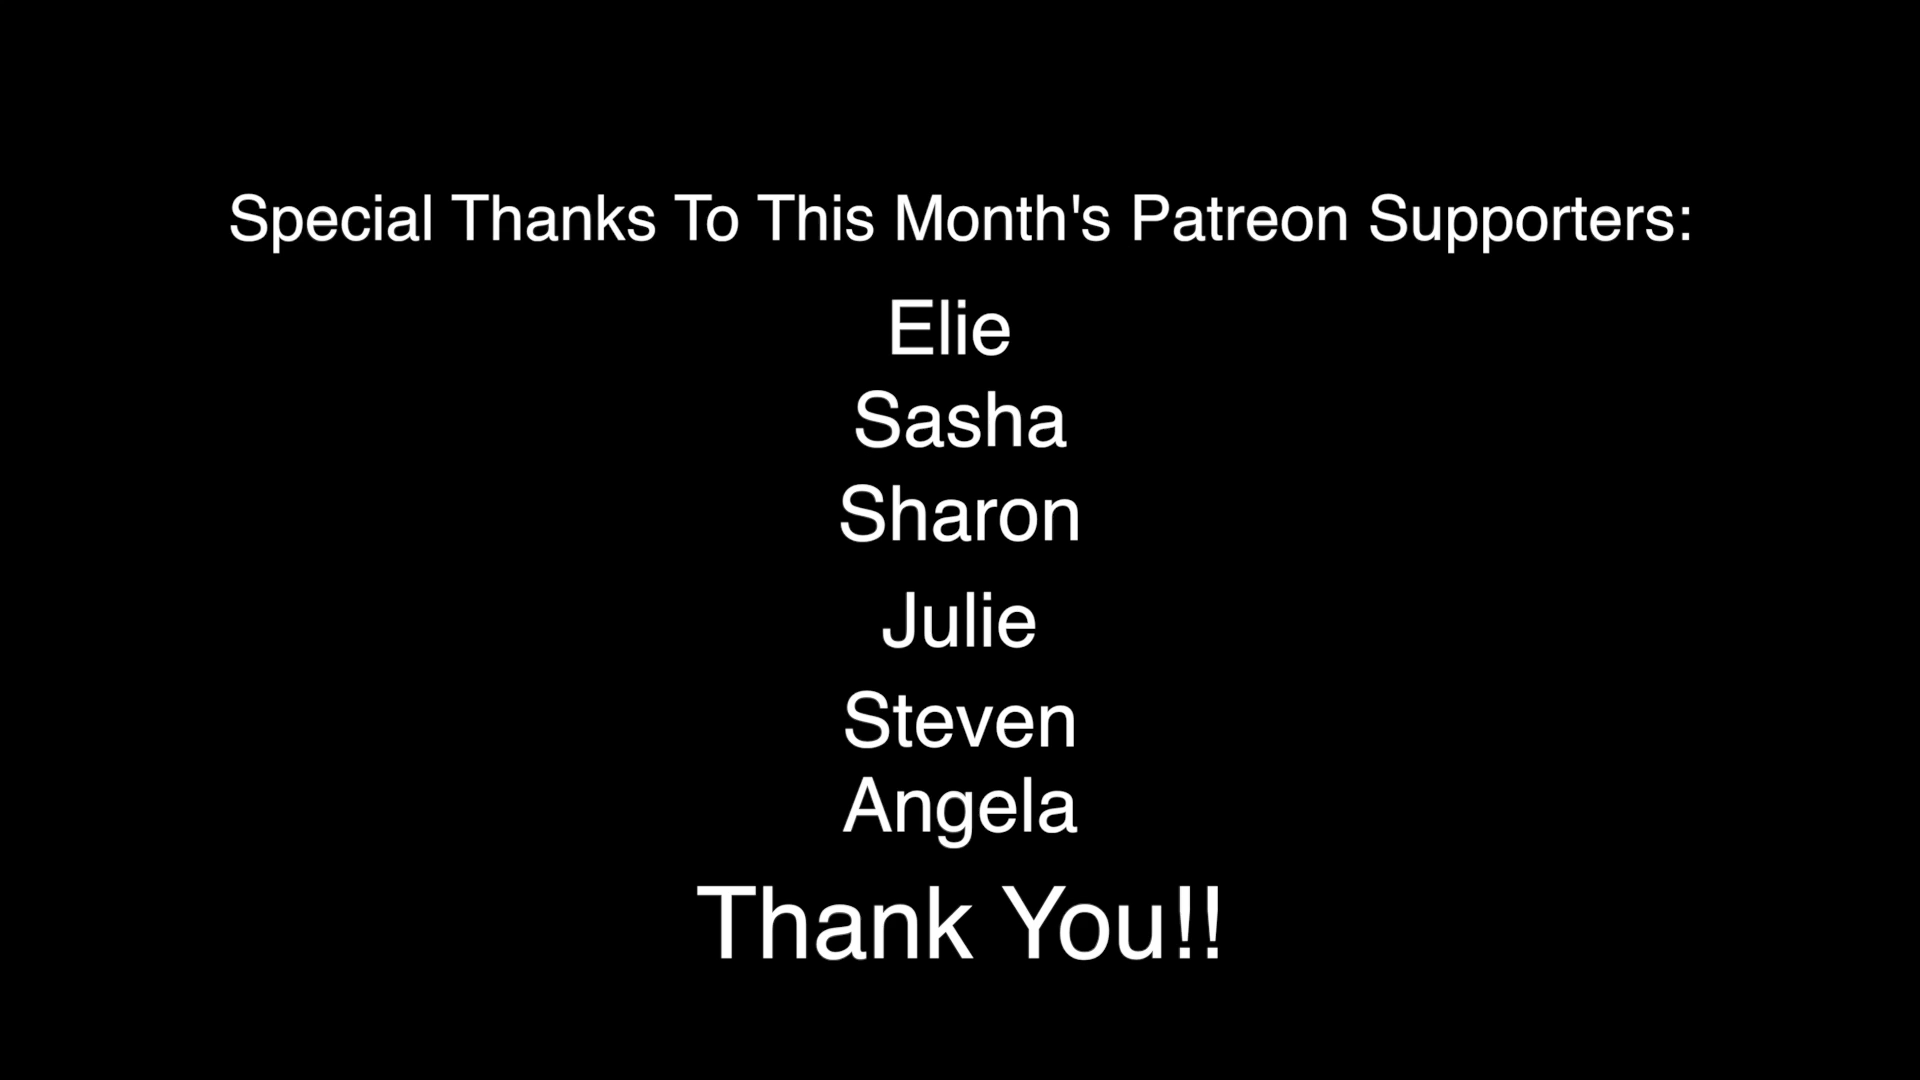 Special Thanks To This Month's Patreon Supporters:
Elie
Sasha
Sharon
Julie
Steven
Angela
Thank You!!